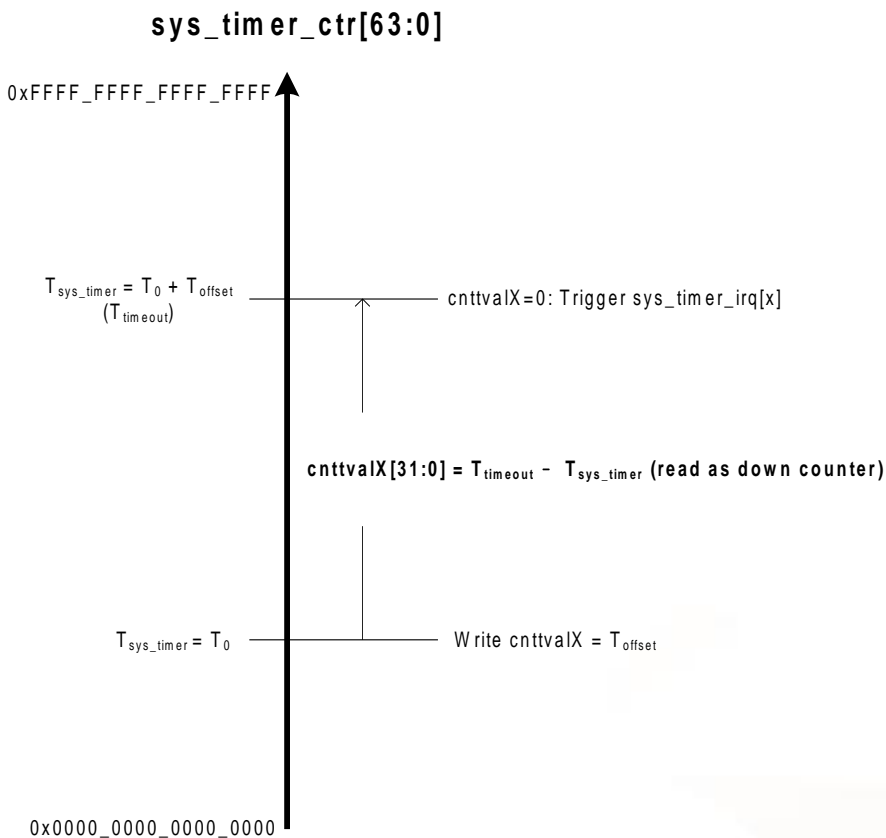 sys_timer_ctr[63:0]
0xFFFF_FFFF_FFFF_FFFF
T_sys_timer = T_0 + T_offset
(T_timeout)
cnttvalX=0: Trigger sys_timer_irq[x]
cnttvalX[31:0] = T_timeout – T_sys_timer (read as down counter)
T_sys_timer = T_0
Write cnttvalX = T_offset
0x0000_0000_0000_0000